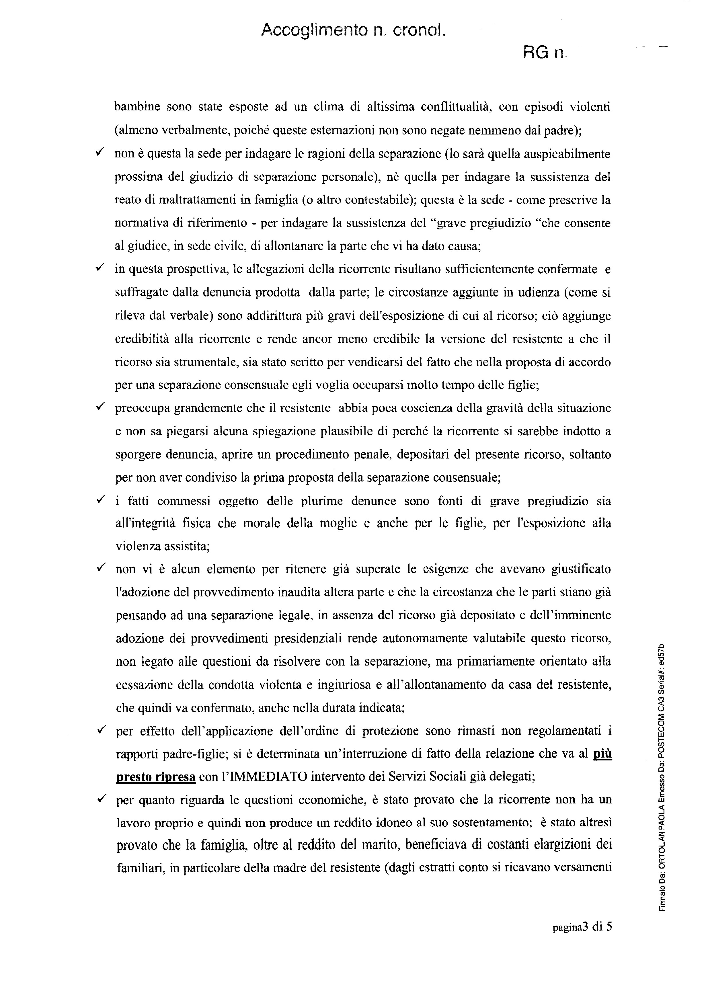 Accoglimento n. cronol.
RG n.
bambine sono state esposte ad un clima di altissima conflittualità, con episodi violenti
(almeno verbalmente, poiché queste esternazioni non sono negate nemmeno dal padre);
✓ non è questa la sede per indagare le ragioni della separazione (lo sarà quella auspicabilmente
prossima del giudizio di separazione personale), nè quella per indagare la sussistenza del
reato di maltrattamenti in famiglia (o altro contestabile); questa è la sede - come prescrive la
normativa di riferimento - per indagare la sussistenza del “grave pregiudizio “che consente
al giudice, in sede civile, di allontanare la parte che vi ha dato causa;
✓ in questa prospettiva, le allegazioni della ricorrente risultano sufficientemente confermate e
suffragate dalla denuncia prodotta dalla parte; le circostanze aggiunte in udienza (come si
rileva dal verbale) sono addirittura più gravi dell'esposizione di cui al ricorso; ciò aggiunge
credibilità alla ricorrente e rende ancor meno credibile la versione del resistente a che il
ricorso sia strumentale, sia stato scritto per vendicarsi del fatto che nella proposta di accordo
per una separazione consensuale egli voglia occuparsi molto tempo delle figlie;
✓ preoccupa grandemente che il resistente abbia poca coscienza della gravità della situazione
e non sa piegarsi alcuna spiegazione plausibile di perché la ricorrente si sarebbe indotto a
sporgere denuncia, aprire un procedimento penale, depositari del presente ricorso, soltanto
per non aver condiviso la prima proposta della separazione consensuale;
✓ i fatti commessi oggetto delle plurime denunce sono fonti di grave pregiudizio sia
all'integrità fisica che morale della moglie e anche per le figlie, per l'esposizione alla
violenza assistita;
✓ non vi è alcun elemento per ritenere già superate le esigenze che avevano giustificato
l'adozione del provvedimento inaudita altera parte e che la circostanza che le parti stiano già
pensando ad una separazione legale, in assenza del ricorso già depositato e dell’imminente
adozione dei provvedimenti presidenziali rende autonomamente valutabile questo ricorso,
non legato alle questioni da risolvere con la separazione, ma primariamente orientato alla
cessazione della condotta violenta e ingiuriosa e all’allontanamento da casa del resistente,
che quindi va confermato, anche nella durata indicata;
✓ per effetto dell’applicazione dell’ordine di protezione sono rimasti non regolamentati i
rapporti padre-figlie; si è determinata un’interruzione di fatto della relazione che va al più
presto ripresa con l’IMMEDIATO intervento dei Servizi Sociali già delegati;
✓ per quanto riguarda le questioni economiche, è stato provato che la ricorrente non ha un
lavoro proprio e quindi non produce un reddito idoneo al suo sostentamento; è stato altresì
provato che la famiglia, oltre al reddito del marito, beneficiava di costanti elargizioni dei
familiari, in particolare della madre del resistente (dagli estratti conto si ricavano versamenti
pagina3 di 5
Firmato Da: ORTOLAN PAOLA Emesso Da: POSTECOM CA3 Serial#: ed57b